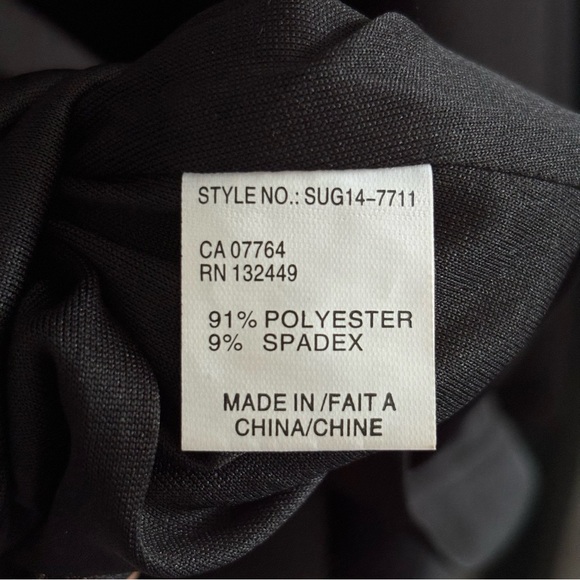 STYLE NO.: SUG14-7711
CA 07764
RN 132449
91% POLYESTER
9% SPADEX
MADE IN /FAIT A
CHINA/CHINE